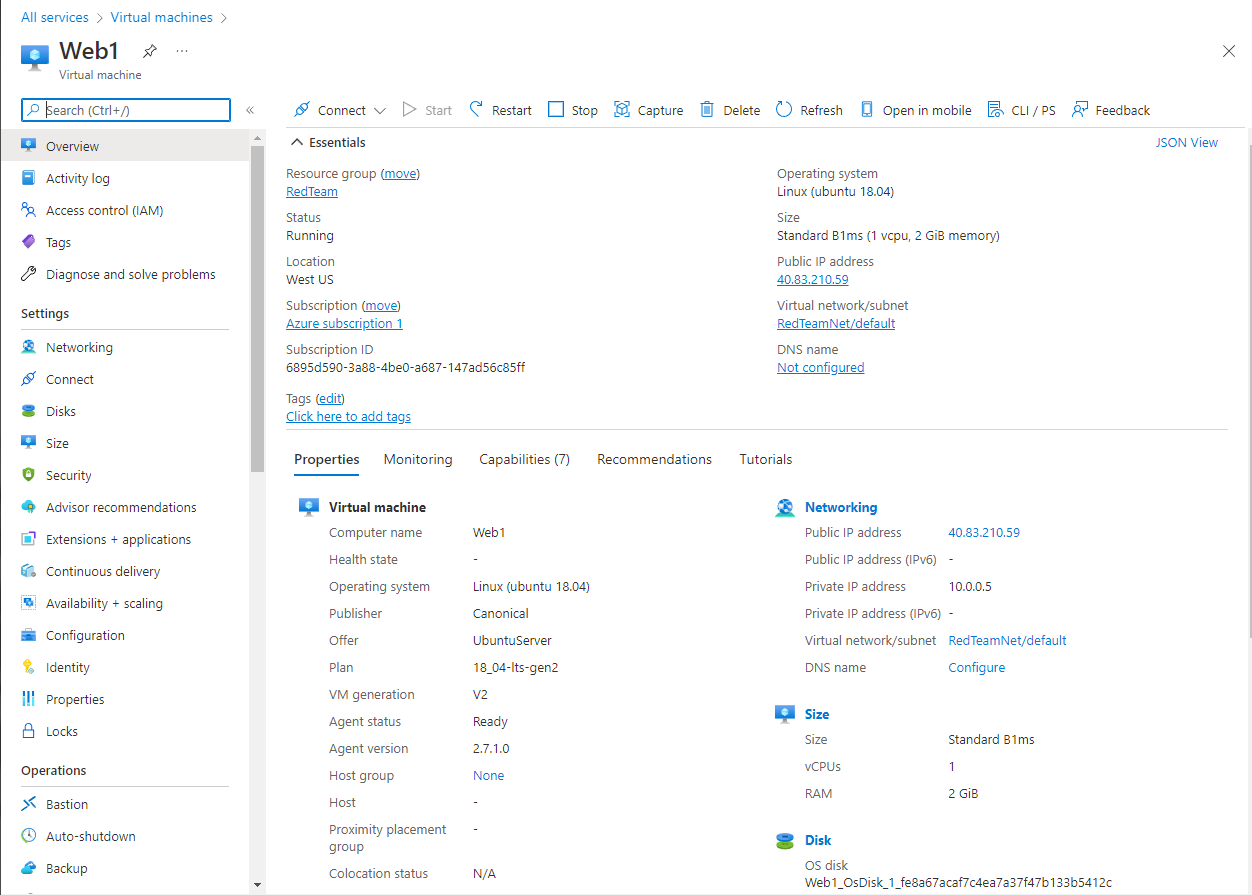 All services > Virtual machines >
Web1
Virtual machine
Search (Ctrl+/)
Overview
Activity log
Access control (IAM)
Tags
Diagnose and solve problems
Settings
Networking
Connect
Disks
Size
Security
Advisor recommendations
Extensions + applications
Continuous delivery
Availability + scaling
Configuration
Identity
Properties
Locks
Operations
Bastion
Auto-shutdown
Backup
Connect Start Restart Stop Capture Delete Refresh Open in mobile CLI / PS Feedback
Essentials JSON View
Resource group (move)
RedTeam
Status
Running
Location
West US
Subscription (move)
Azure subscription 1
Subscription ID
6895d590-3a88-4be0-a687-147ad56c85ff
Tags (edit)
Click here to add tags
Operating system
Linux (ubuntu 18.04)
Size
Standard B1ms (1 vcpu, 2 GiB memory)
Public IP address
40.83.210.59
Virtual network/subnet
RedTeamNet/default
DNS name
Not configured
Properties Monitoring Capabilities (7) Recommendations Tutorials
Virtual machine
Computer name Web1
Health state -
Operating system Linux (ubuntu 18.04)
Publisher Canonical
Offer UbuntuServer
Plan 18_04-lts-gen2
VM generation V2
Agent status Ready
Agent version 2.7.1.0
Host group None
Host -
Proximity placement -
group
Colocation status N/A
Networking
Public IP address 40.83.210.59
Public IP address (IPv6) -
Private IP address 10.0.0.5
Private IP address (IPv6) -
Virtual network/subnet RedTeamNet/default
DNS name Configure
Size
Size Standard B1ms
vCPUs 1
RAM 2 GiB
Disk
OS disk
Web1_OsDisk_1_fe8a67acaf7c4ea7a37f47b133b5412c